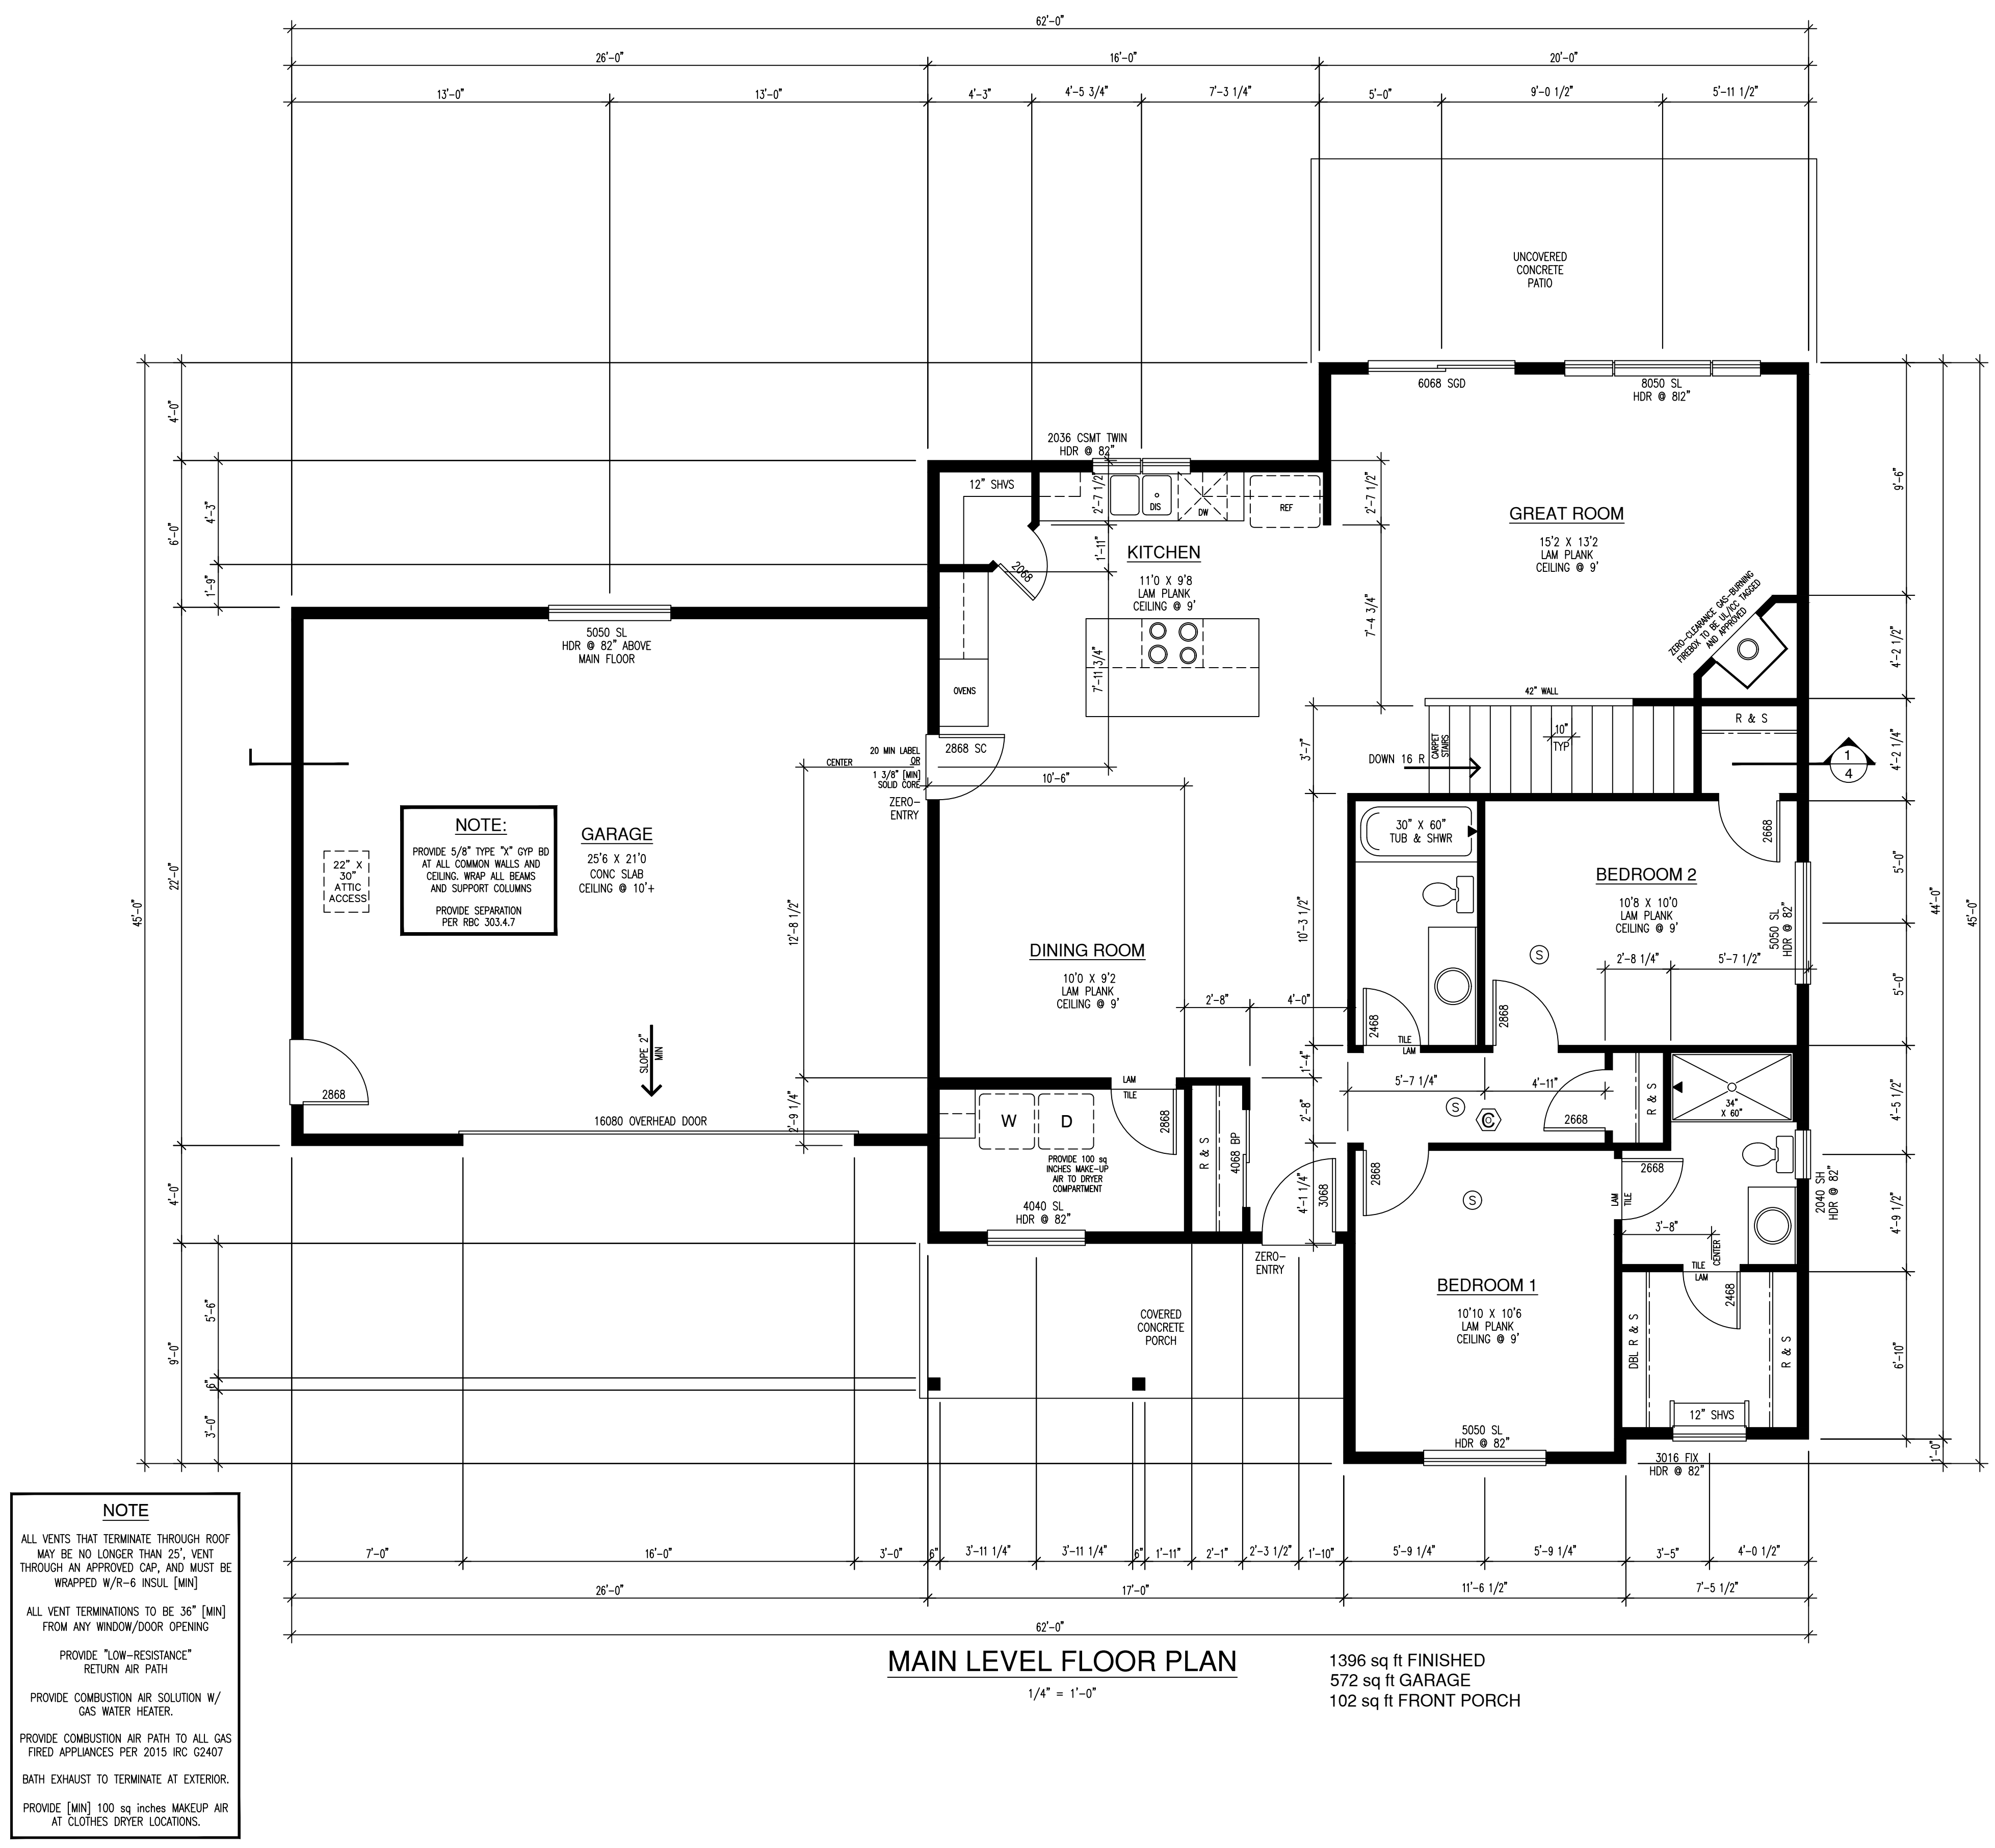 62'-0"
26'-0" 16'-0" 20'-0"
13'-0" 13'-0" 4'-3" 4'-5 3/4" 7'-3 1/4" 5'-0" 9'-0 1/2" 5'-11 1/2"
UNCOVERED
CONCRETE
PATIO
6068 SGD
8050 SL
HDR @ 812"
2036 CSMT TWIN
HDR @ 82"
12" SHVS
2'-7 1/2"
DIS
DW
REF
2'-7 1/2"
1'-11"
2068
KITCHEN
11'0 X 9'8
LAM PLANK
CEILING @ 9'
GREAT ROOM
15'2 X 13'2
LAM PLANK
CEILING @ 9'
ZERO-CLEARANCE GAS-BURNING
FIREBOX TO BE UL/ICC TAGGED
AND APPROVED
7'-4 3/4"
7'-11 3/4"
OVENS
4'-0"
6'-0"
4'-3"
1'-9"
45'-0"
22'-0"
4'-0"
9'-0"
5'-6"
6"
3'-0"
9'-6"
4'-2 1/2"
4'-2 1/4"
5'-0"
5'-0"
4'-5 1/2"
4'-9 1/2"
6'-10"
1'-0"
44'-0"
45'-0"
5050 SL
HDR @ 82" ABOVE
MAIN FLOOR
42" WALL
R & S
10"
TYP
CARPET
STAIRS
DOWN 16 R
3'-7"
1
4
20 MIN LABEL
OR
1 3/8" [MIN]
SOLID CORE
CENTER
2868 SC
ZERO-
ENTRY
10'-6"
NOTE:
PROVIDE 5/8" TYPE "X" GYP BD
AT ALL COMMON WALLS AND
CEILING. WRAP ALL BEAMS
AND SUPPORT COLUMNS
PROVIDE SEPARATION
PER RBC 303.4.7
GARAGE
25'6 X 21'0
CONC SLAB
CEILING @ 10'+
22" X
30"
ATTIC
ACCESS
12'-8 1/2"
2'-9 1/4"
SLOPE 2"
MIN
2868
16080 OVERHEAD DOOR
DINING ROOM
10'0 X 9'2
LAM PLANK
CEILING @ 9'
2'-8"
4'-0"
10'-3 1/2"
1'-4"
2'-8"
4'-1 1/4"
30" X 60"
TUB & SHWR
2468
TILE
LAM
BEDROOM 2
10'8 X 10'0
LAM PLANK
CEILING @ 9'
2668
5050 SL
HDR @ 82"
S
2'-8 1/4"
5'-7 1/2"
2868
5'-7 1/4"
4'-11"
S
2668
R & S
34"
X 60"
LAM
TILE
W
D
2868
PROVIDE 100 sq
INCHES MAKE-UP
AIR TO DRYER
COMPARTMENT
4040 SL
HDR @ 82"
R & S
4068 BP
3068
ZERO-
ENTRY
2868
S
LAM
TILE
2668
3'-8"
CENTER
2040 SH
HDR @ 82"
TILE
LAM
2468
BEDROOM 1
10'10 X 10'6
LAM PLANK
CEILING @ 9'
DBL R & S
R & S
12" SHVS
COVERED
CONCRETE
PORCH
5050 SL
HDR @ 82"
3016 FIX
HDR @ 82"
7'-0" 16'-0" 3'-0" 6" 3'-11 1/4" 3'-11 1/4" 6" 1'-11" 2'-1" 2'-3 1/2" 1'-10" 5'-9 1/4" 5'-9 1/4" 3'-5" 4'-0 1/2"
26'-0" 17'-0" 11'-6 1/2" 7'-5 1/2"
62'-0"
MAIN LEVEL FLOOR PLAN
1/4" = 1'-0"
1396 sq ft FINISHED
572 sq ft GARAGE
102 sq ft FRONT PORCH
NOTE
ALL VENTS THAT TERMINATE THROUGH ROOF
MAY BE NO LONGER THAN 25', VENT
THROUGH AN APPROVED CAP, AND MUST BE
WRAPPED W/R-6 INSUL [MIN]
ALL VENT TERMINATIONS TO BE 36" [MIN]
FROM ANY WINDOW/DOOR OPENING
PROVIDE "LOW-RESISTANCE"
RETURN AIR PATH
PROVIDE COMBUSTION AIR SOLUTION W/
GAS WATER HEATER.
PROVIDE COMBUSTION AIR PATH TO ALL GAS
FIRED APPLIANCES PER 2015 IRC G2407
BATH EXHAUST TO TERMINATE AT EXTERIOR.
PROVIDE [MIN] 100 sq inches MAKEUP AIR
AT CLOTHES DRYER LOCATIONS.